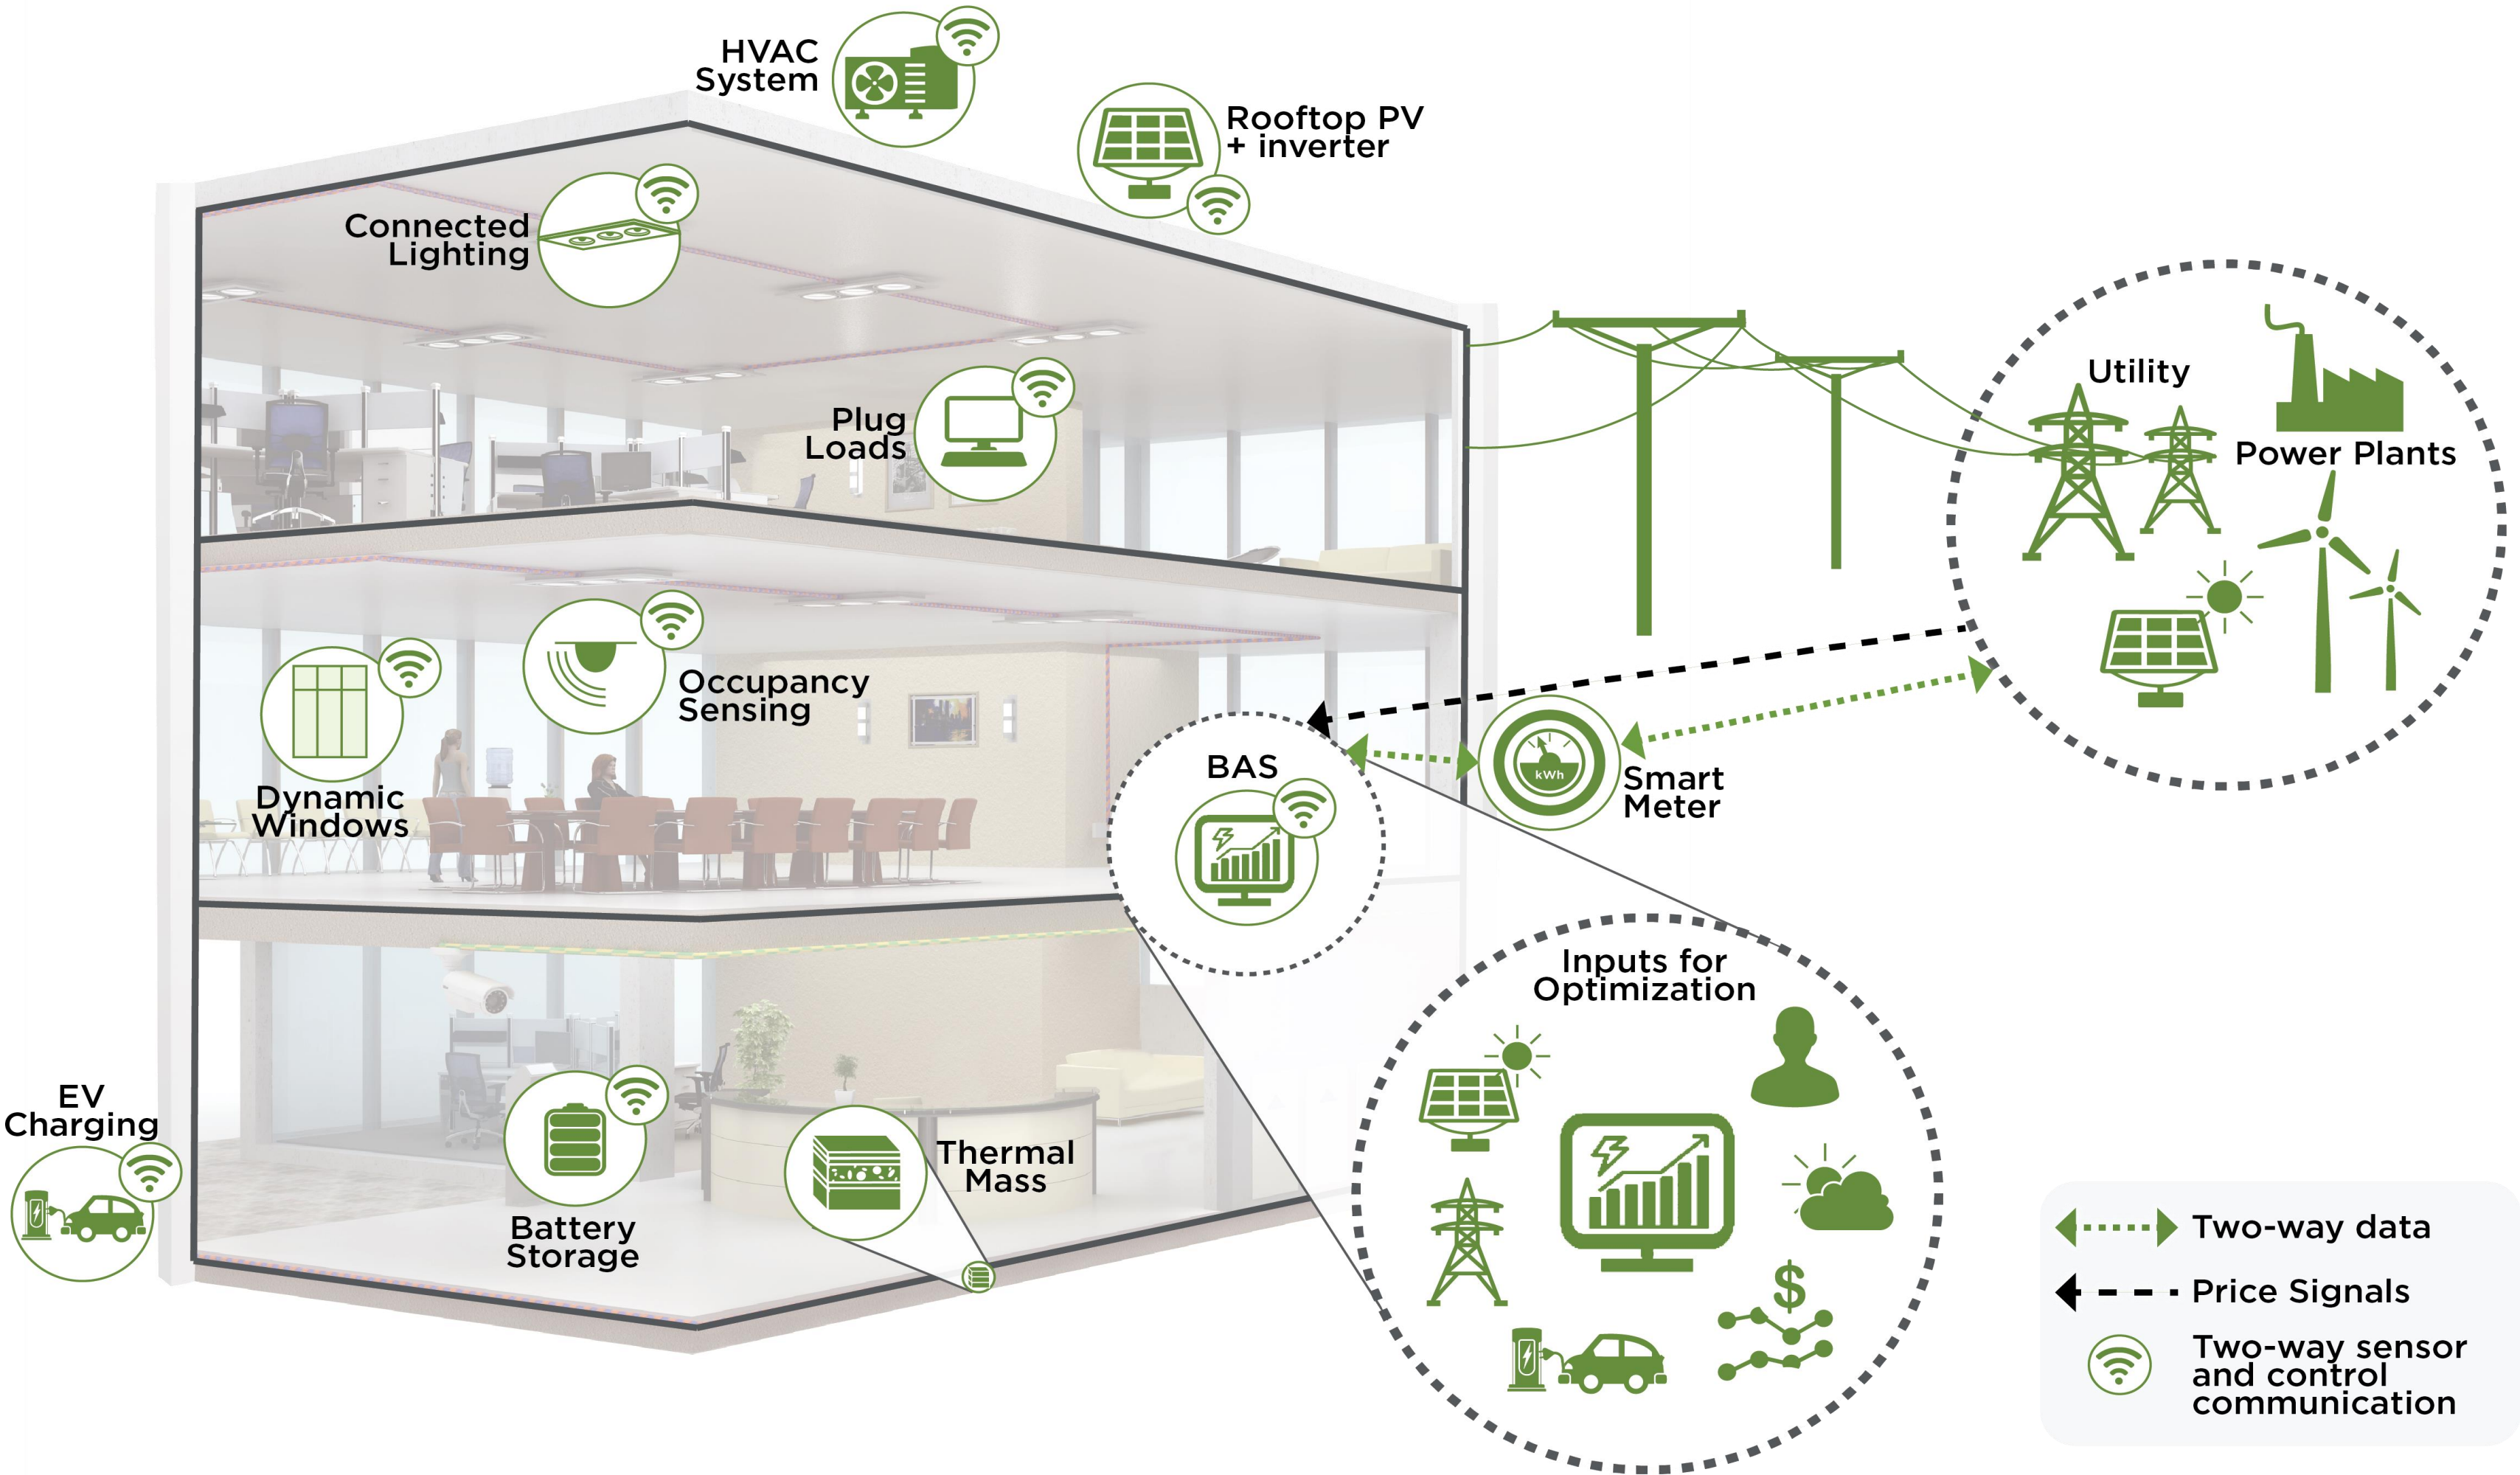 HVAC
System
Rooftop PV
+ inverter
Connected
Lighting
Plug
Loads
Utility
Power Plants
Occupancy
Sensing
Dynamic
Windows
BAS
kWh
Smart
Meter
Inputs for
Optimization
$
EV
Charging
Battery
Storage
Thermal
Mass
Two-way data
Price Signals
Two-way sensor
and control
communication